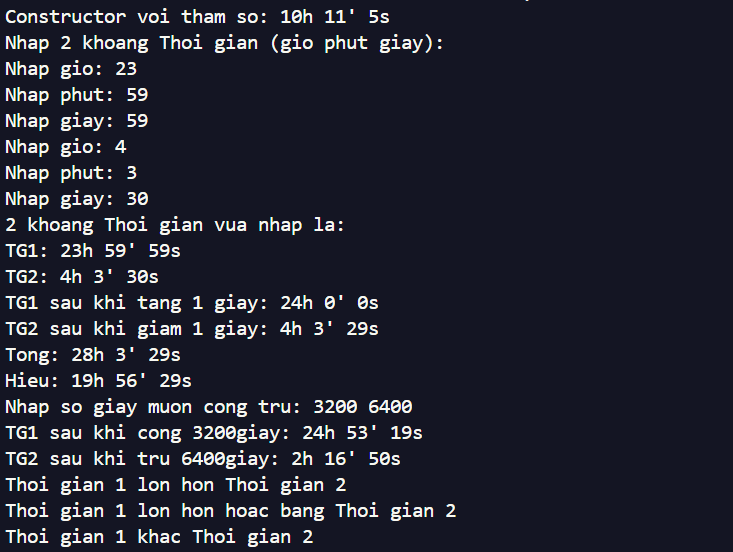 Constructor voi tham so: 10h 11' 5s
Nhap 2 khoang Thoi gian (gio phut giay):
Nhap gio: 23
Nhap phut: 59
Nhap giay: 59
Nhap gio: 4
Nhap phut: 3
Nhap giay: 30
2 khoang Thoi gian vua nhap la:
TG1: 23h 59' 59s
TG2: 4h 3' 30s
TG1 sau khi tang 1 giay: 24h 0' 0s
TG2 sau khi giam 1 giay: 4h 3' 29s
Tong: 28h 3' 29s
Hieu: 19h 56' 29s
Nhap so giay muon cong tru: 3200 6400
TG1 sau khi cong 3200giay: 24h 53' 19s
TG2 sau khi tru 6400giay: 2h 16' 50s
Thoi gian 1 lon hon Thoi gian 2
Thoi gian 1 lon hon hoac bang Thoi gian 2
Thoi gian 1 khac Thoi gian 2